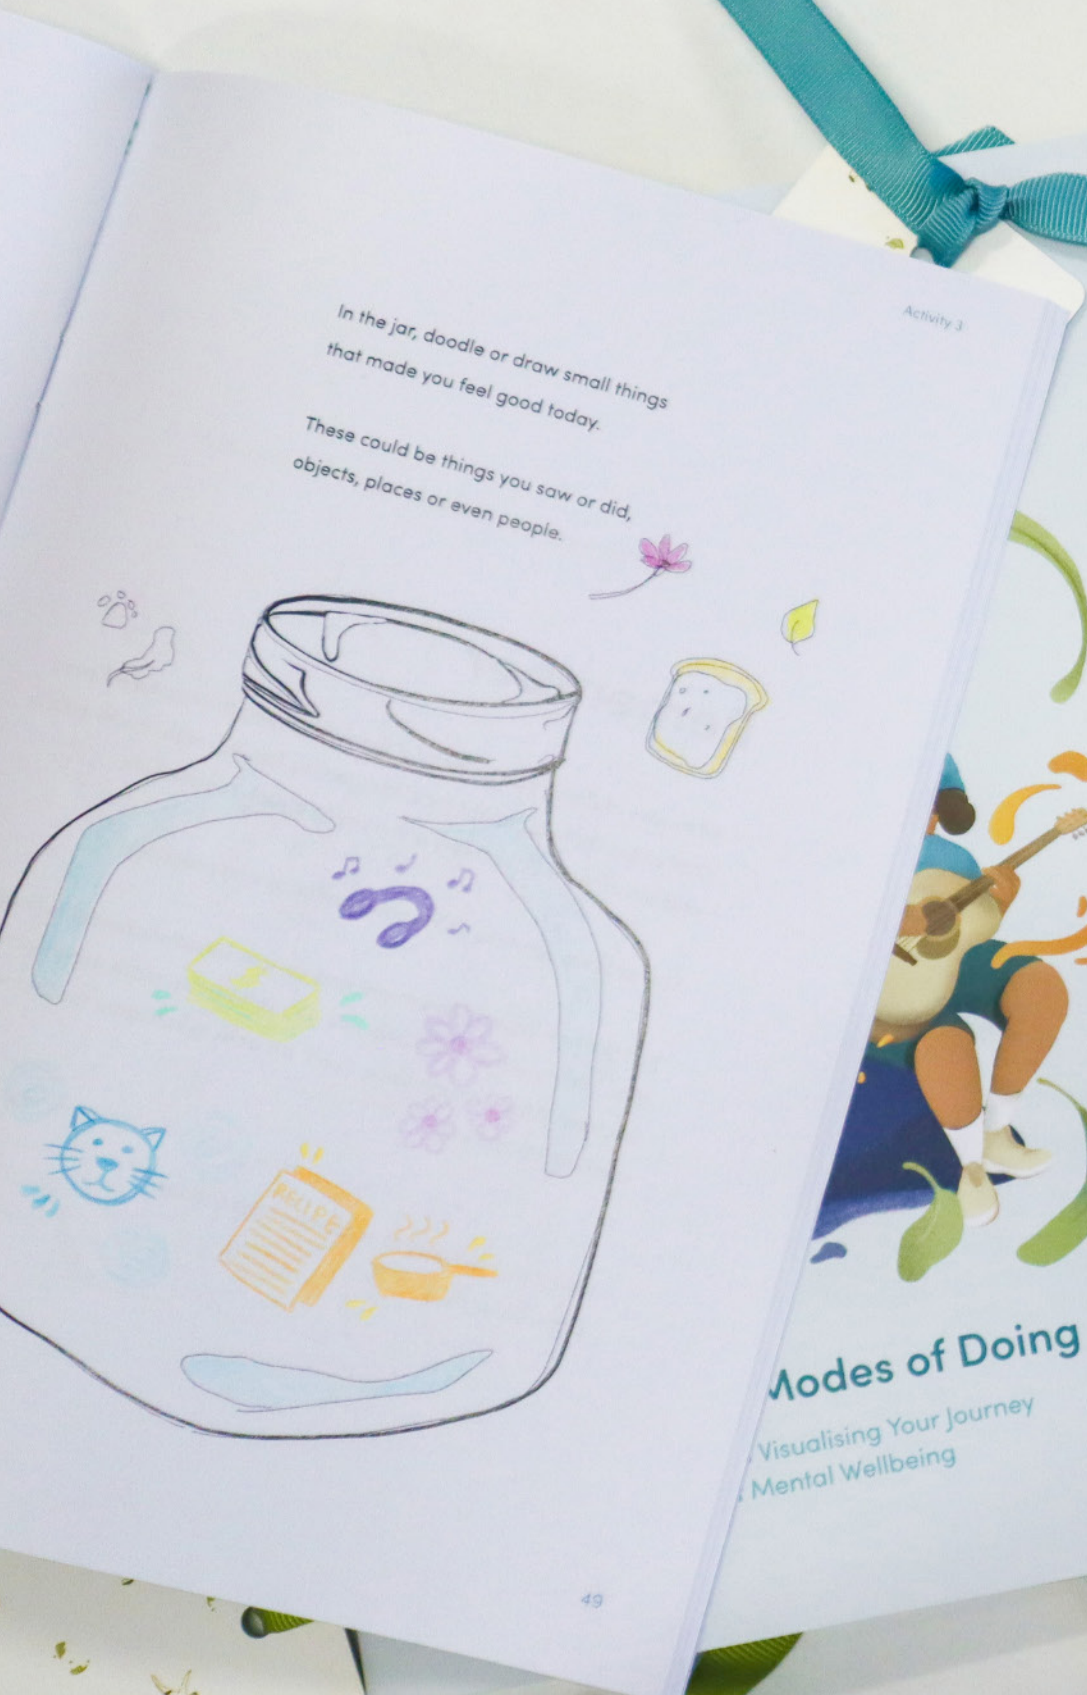 Activity 3
In the jar, doodle or draw small things
that made you feel good today.
These could be things you saw or did,
objects, places or even people.
RECIPE
49
Modes of Doing
Visualising Your Journey
Mental Wellbeing